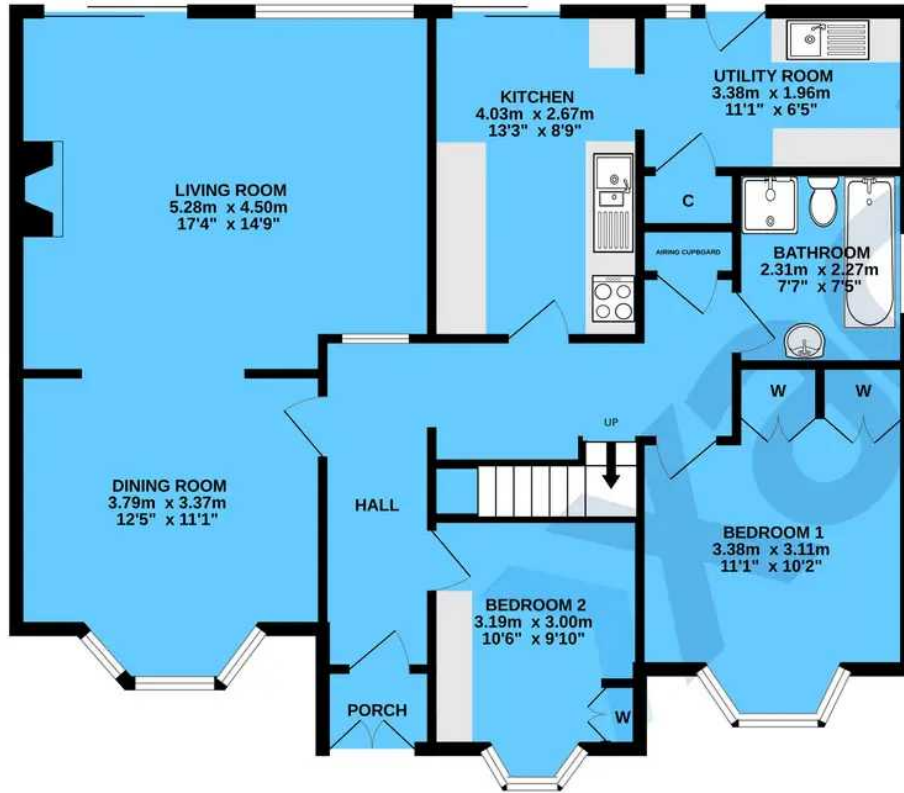 LIVING ROOM
5.28m x 4.50m
17'4" x 14'9"
KITCHEN
4.03m x 2.67m
13'3" x 8'9"
UTILITY ROOM
3.38m x 1.96m
11'1" x 6'5"
C
AIRING CUPBOARD
BATHROOM
2.31m x 2.27m
7'7" x 7'5"
W
W
UP
DINING ROOM
3.79m x 3.37m
12'5" x 11'1"
HALL
BEDROOM 1
3.38m x 3.11m
11'1" x 10'2"
BEDROOM 2
3.19m x 3.00m
10'6" x 9'10"
W
PORCH